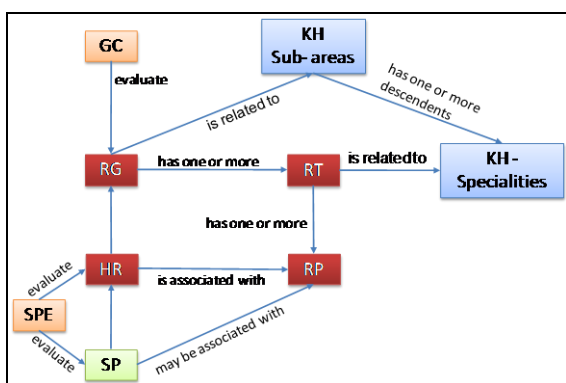 GC
KH
Sub- areas
evaluate
has one or more
descendents
is related to
RG
has one or more
RT
is related to
KH -
Specialities
has one or more
HR
is associated with
RP
evaluate
SPE
evaluate
may be associated with
SP